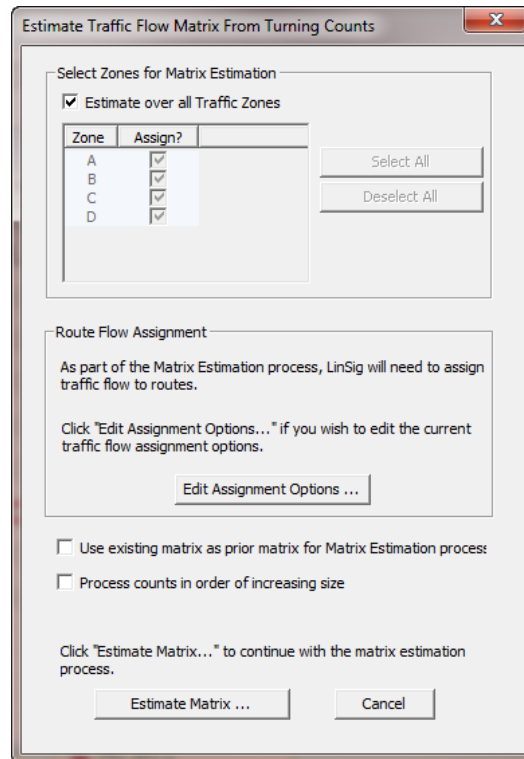 Estimate Traffic Flow Matrix From Turning Counts
Select Zones for Matrix Estimation
Estimate over all Traffic Zones
Zone Assign?
A
B
C
D
Select All
Deselect All
Route Flow Assignment
As part of the Matrix Estimation process, LinSig will need to assign
traffic flow to routes.
Click "Edit Assignment Options..." if you wish to edit the current
traffic flow assignment options.
Edit Assignment Options ...
Use existing matrix as prior matrix for Matrix Estimation process
Process counts in order of increasing size
Click "Estimate Matrix..." to continue with the matrix estimation
process.
Estimate Matrix ...
Cancel